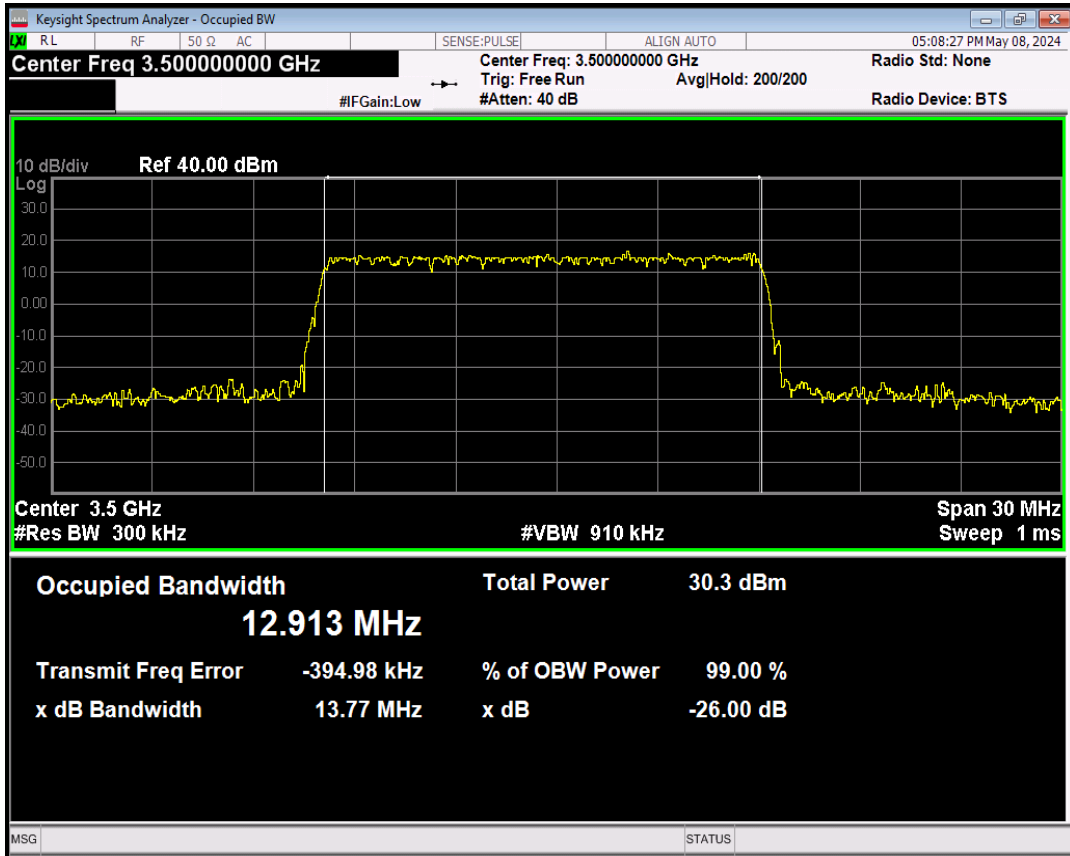 Keysight Spectrum Analyzer - Occupied BW
LXI RL RF 50 Ω AC SENSE:PULSE ALIGN AUTO 05:08:27 PM May 08, 2024
Center Freq 3.500000000 GHz Center Freq: 3.500000000 GHz Radio Std: None
Trig: Free Run Avg|Hold: 200/200
#IFGain:Low #Atten: 40 dB Radio Device: BTS
10 dB/div Ref 40.00 dBm
Log
30.0
20.0
10.0
0.00
-10.0
-20.0
-30.0
-40.0
-50.0
Center 3.5 GHz Span 30 MHz
#Res BW 300 kHz #VBW 910 kHz Sweep 1 ms
Occupied Bandwidth Total Power 30.3 dBm
12.913 MHz
Transmit Freq Error -394.98 kHz % of OBW Power 99.00 %
x dB Bandwidth 13.77 MHz x dB -26.00 dB
MSG STATUS